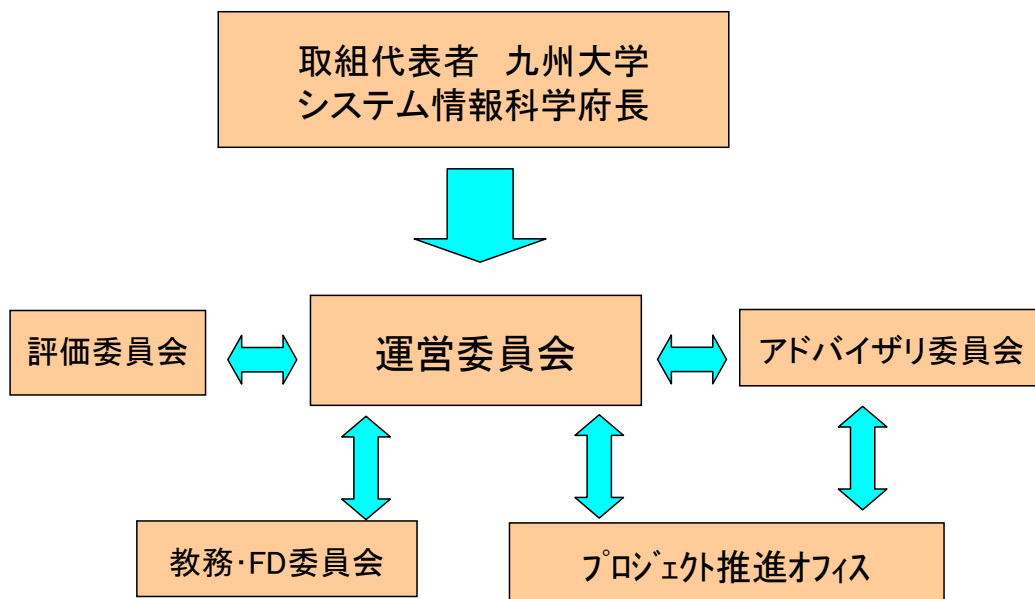 取組代表者　九州大学
システム情報科学府長
評価委員会
運営委員会
アドバイザリ委員会
教務・FD委員会
プロジェクト推進オフィス